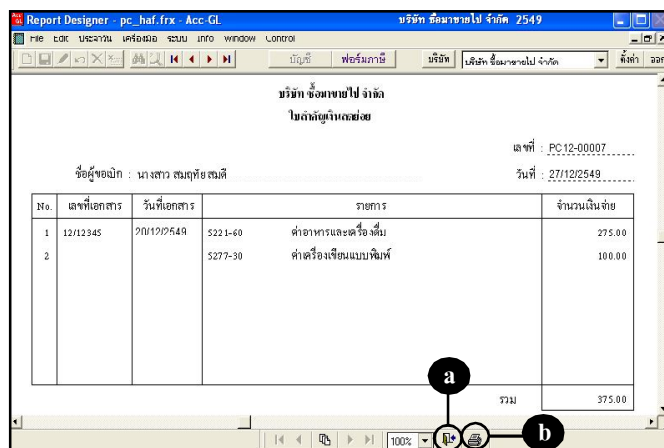 Report Designer - pc_haf.frx - Acc-GL บริษัท ซื้อมาขายไป จำกัด 2549
File Edit ประจำวัน เครื่องมือ ระบบ Info Window Control
บัญชี ฟอร์มภาษี บริษัท บริษัท ซื้อมาขายไป จำกัด ตั้งค่า ออก
บริษัท ซื้อมาขายไป จำกัด
ใบสำคัญเงินสดย่อย
เลขที่ : PC12-00007
ชื่อผู้ขอเบิก : นางสาว สมฤทัย สมดี วันที่ : 27/12/2549
No. เลขที่เอกสาร วันที่เอกสาร รายการ จำนวนเงินจ่าย
1 12/12345 20/12/2549 5221-60 ค่าอาหารและเครื่องดื่ม 275.00
2 5277-30 ค่าเครื่องเขียนแบบพิมพ์ 100.00
a
รวม 375.00
100% b